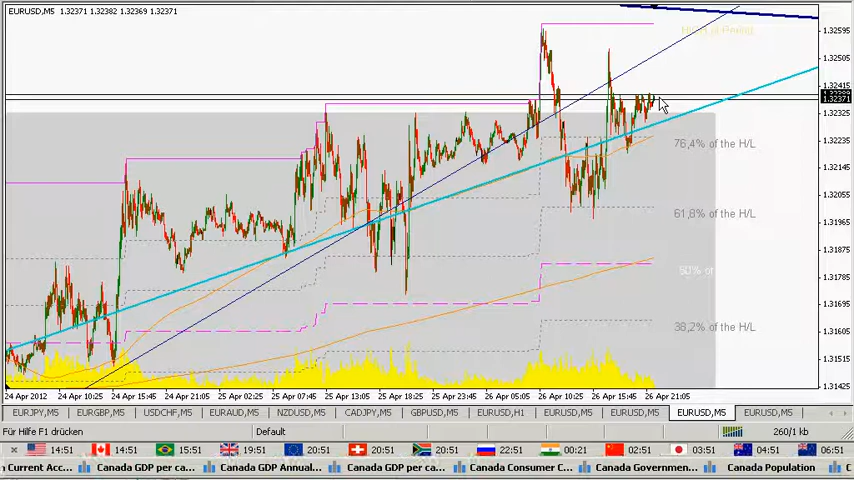 EURUSD,M5 1.32371 1.32382 1.32369 1.32371
1.32595
1.32415
1.32371
1.32325
1.32235
1.32145
1.32055
1.31965
1.31875
1.31785
1.31695
1.31605
1.31515
1.31425
76,4% of the H/L
61,8% of the H/L
50% or
38,2% of the H/L
24 Apr 2012 24 Apr 10:25 24 Apr 15:45 24 Apr 21:05 25 Apr 02:25 25 Apr 07:45 25 Apr 13:05 25 Apr 18:25 25 Apr 23:45 26 Apr 05:05 26 Apr 10:25 26 Apr 15:45 26 Apr 21:05
EURJPY,M5 EURGBP,M5 USDCHF,M5 EURAUD,M5 NZDUSD,M5 CADJPY,M5 GBPUSD,M5 EURUSD,H1 EURUSD,M5 EURUSD,M5 EURUSD,M5 EURUSD,M5
Für Hilfe F1 drücken Default 260/1 kb
14:51 14:51 15:51 19:51 20:51 20:51 20:51 22:51 00:21 02:51 03:51 04:51 06:51
Current Acc... Canada GDP per ca... Canada GDP Annual... Canada GDP per ca... Canada Consumer C... Canada Governmen... Canada Population